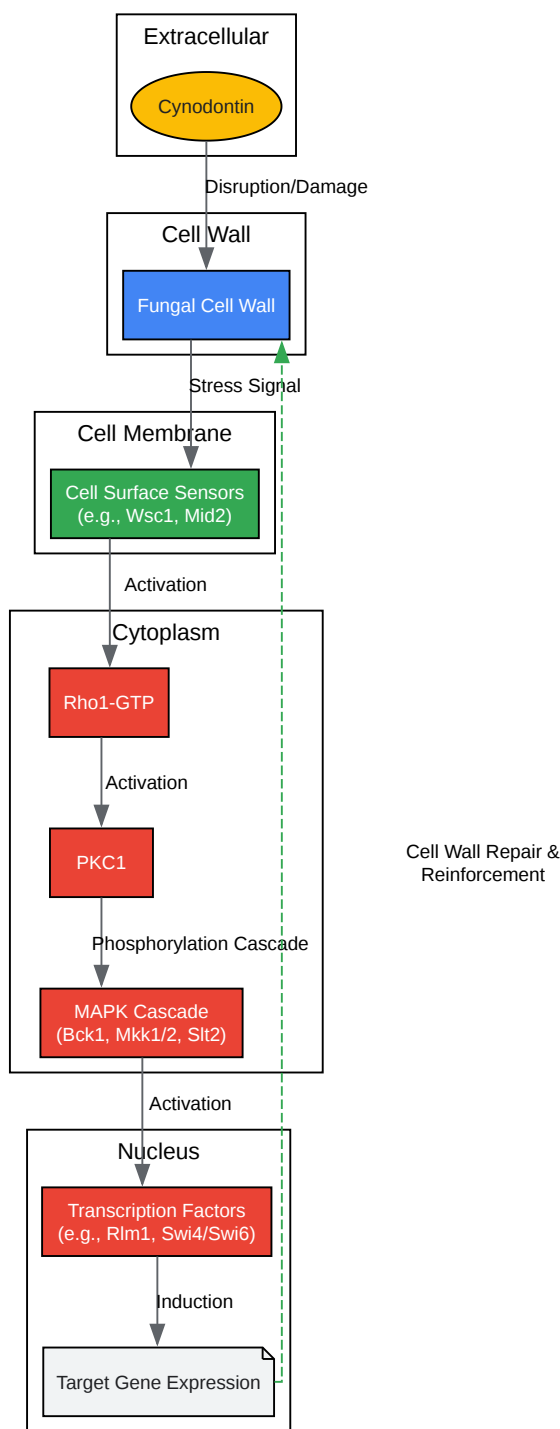 Extracellular
Cynodontin
Disruption/Damage
Cell Wall
Fungal Cell Wall
Stress Signal
Cell Membrane
Cell Surface Sensors
(e.g., Wsc1, Mid2)
Activation
Cytoplasm
Rho1-GTP
Activation
PKC1
Cell Wall Repair &
Reinforcement
Phosphorylation Cascade
MAPK Cascade
(Bck1, Mkk1/2, Slt2)
Activation
Nucleus
Transcription Factors
(e.g., Rlm1, Swi4/Swi6)
Induction
Target Gene Expression